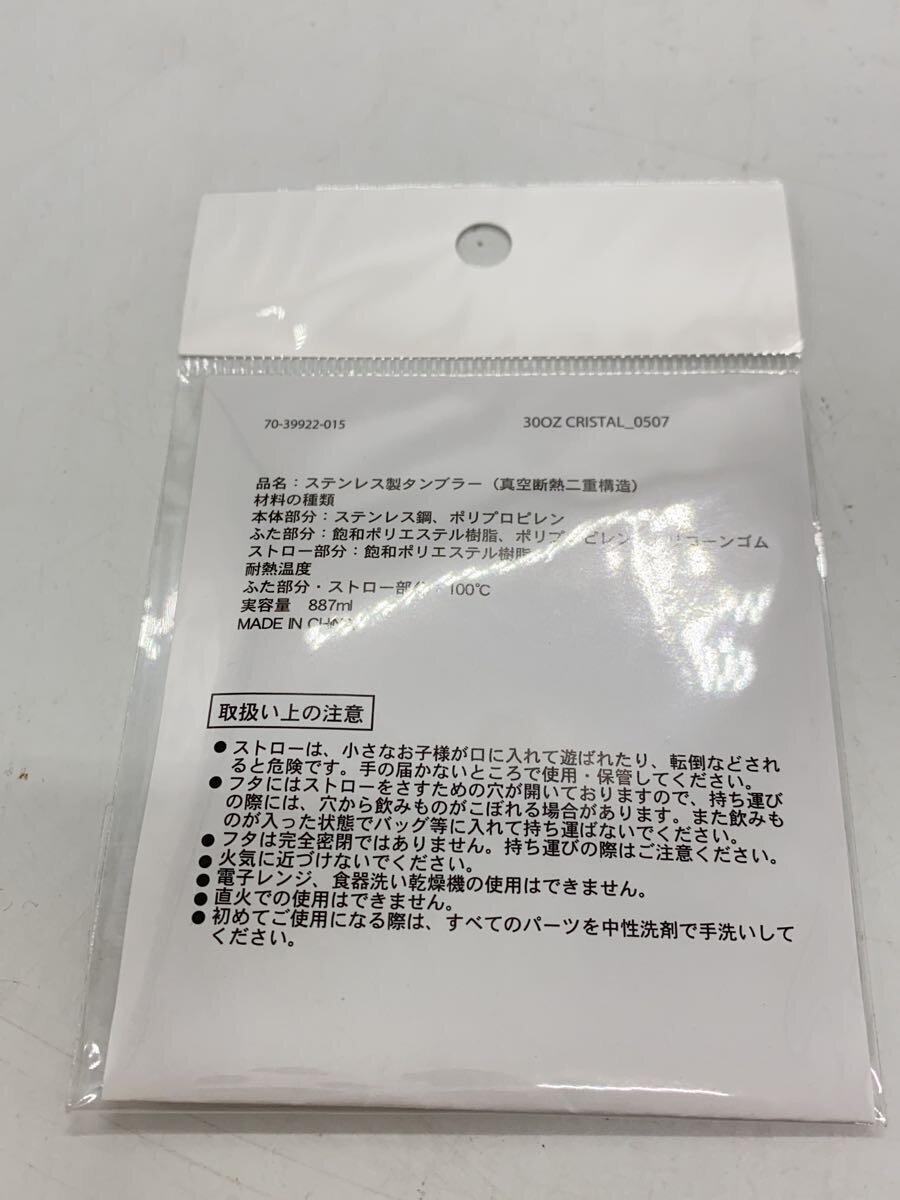 70-39922-015
30OZ CRISTAL_0507
品名：ステンレス製タンブラー（真空断熱二重構造）
材料の種類
本体部分：ステンレス鋼、ポリプロピレン
ふた部分：飽和ポリエステル樹脂、
ストロー部分：飽和ポリエステル樹脂
耐熱温度
ふた部分・ストロー部分：100℃
実容量 887ml
MADE IN CHINA
取扱い上の注意
●ストローは、小さなお子様が口に入れて遊ばれたり、転倒などされ
ると危険です。手の届かないところで使用・保管してください。
●フタにはストローをさすための穴が開いておりますので、持ち運び
の際には、穴から飲みものがこぼれる場合があります。また飲みも
のが入った状態でバッグ等に入れて持ち運ばないでください。
●フタは完全密閉ではありません。持ち運びの際はご注意ください。
●火気に近づけないでください。
●電子レンジ、食器洗い乾燥機の使用はできません。
●直火での使用はできません。
●初めてご使用になる際は、すべてのパーツを中性洗剤で手洗いして
ください。